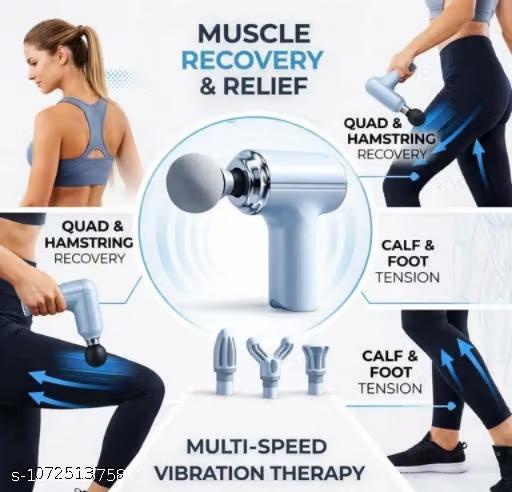 MUSCLE
RECOVERY
& RELIEF
QUAD &
HAMSTRING
RECOVERY
QUAD &
HAMSTRING
RECOVERY
CALF &
FOOT
TENSION
CALF &
FOOT
TENSION
MULTI-SPEED
VIBRATION THERAPY